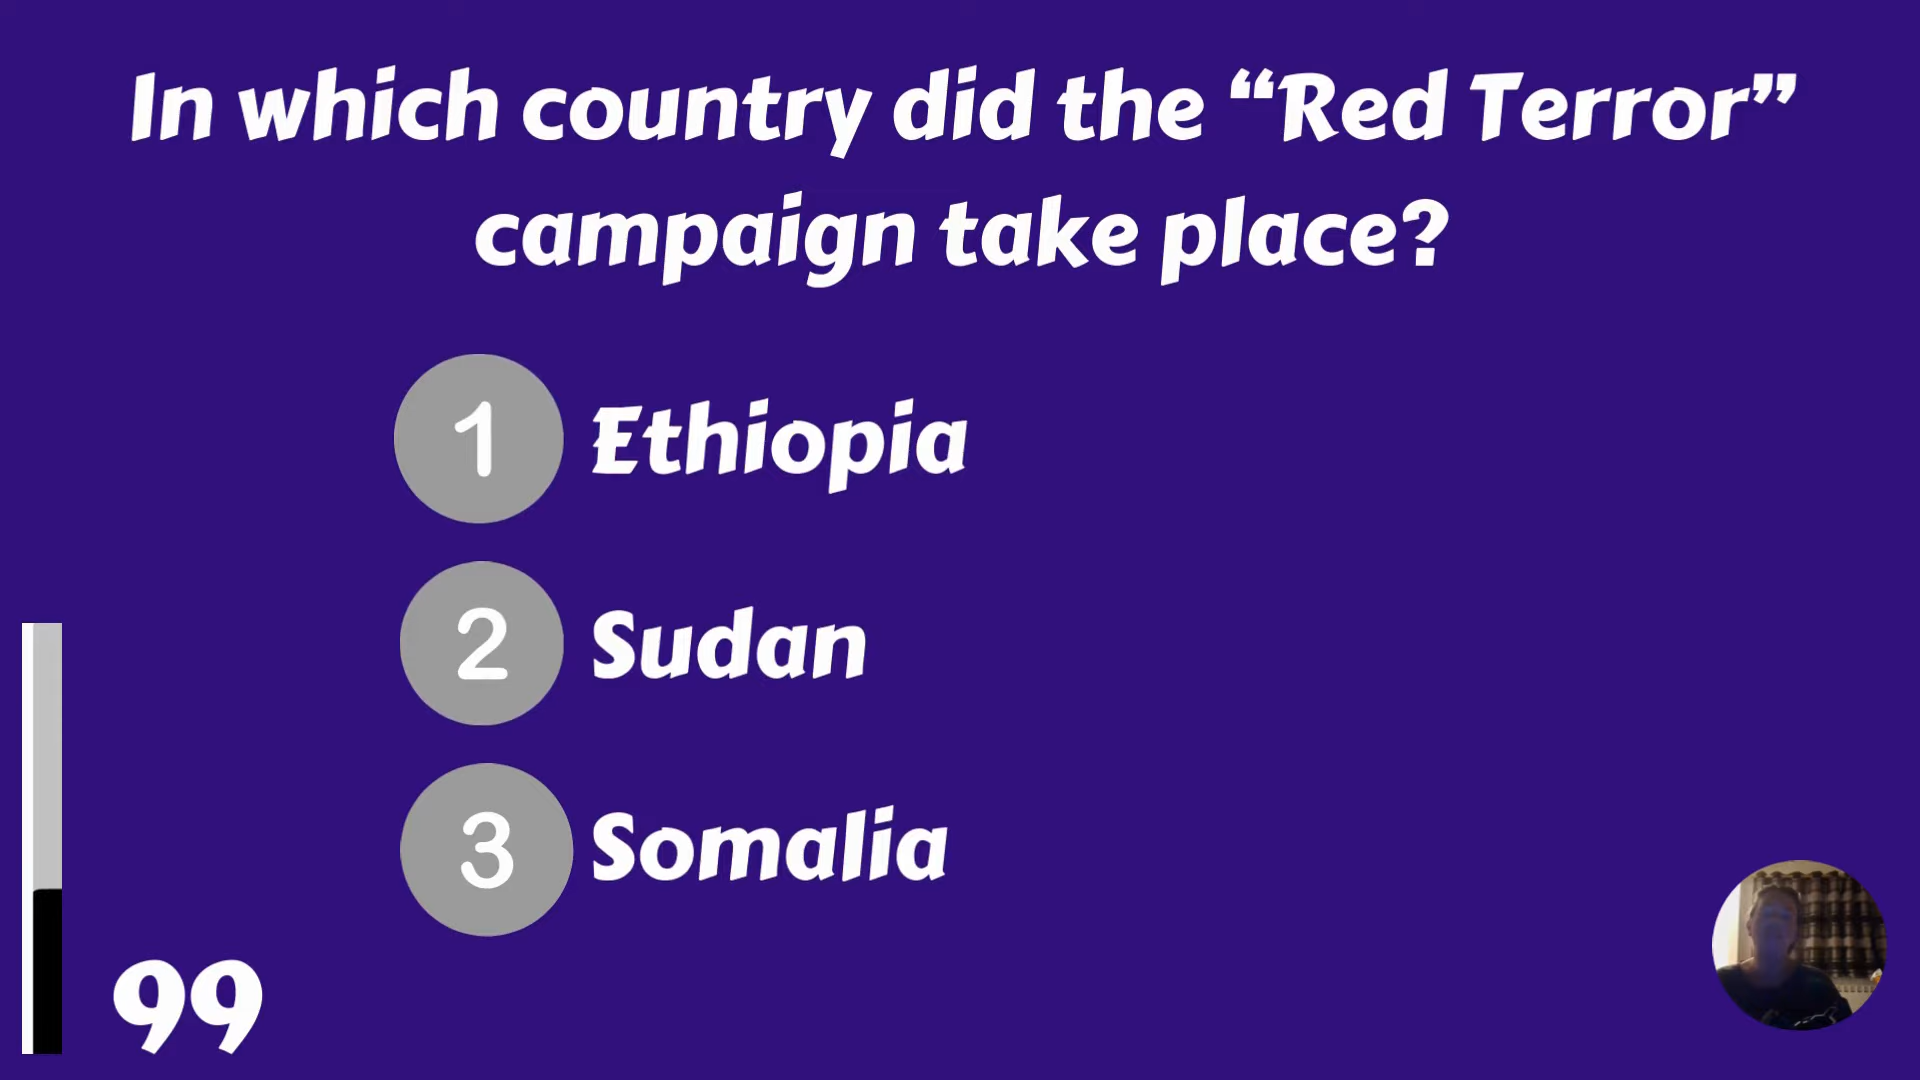 In which country did the “Red Terror”
campaign take place?
1 Ethiopia
2 Sudan
3 Somalia
99